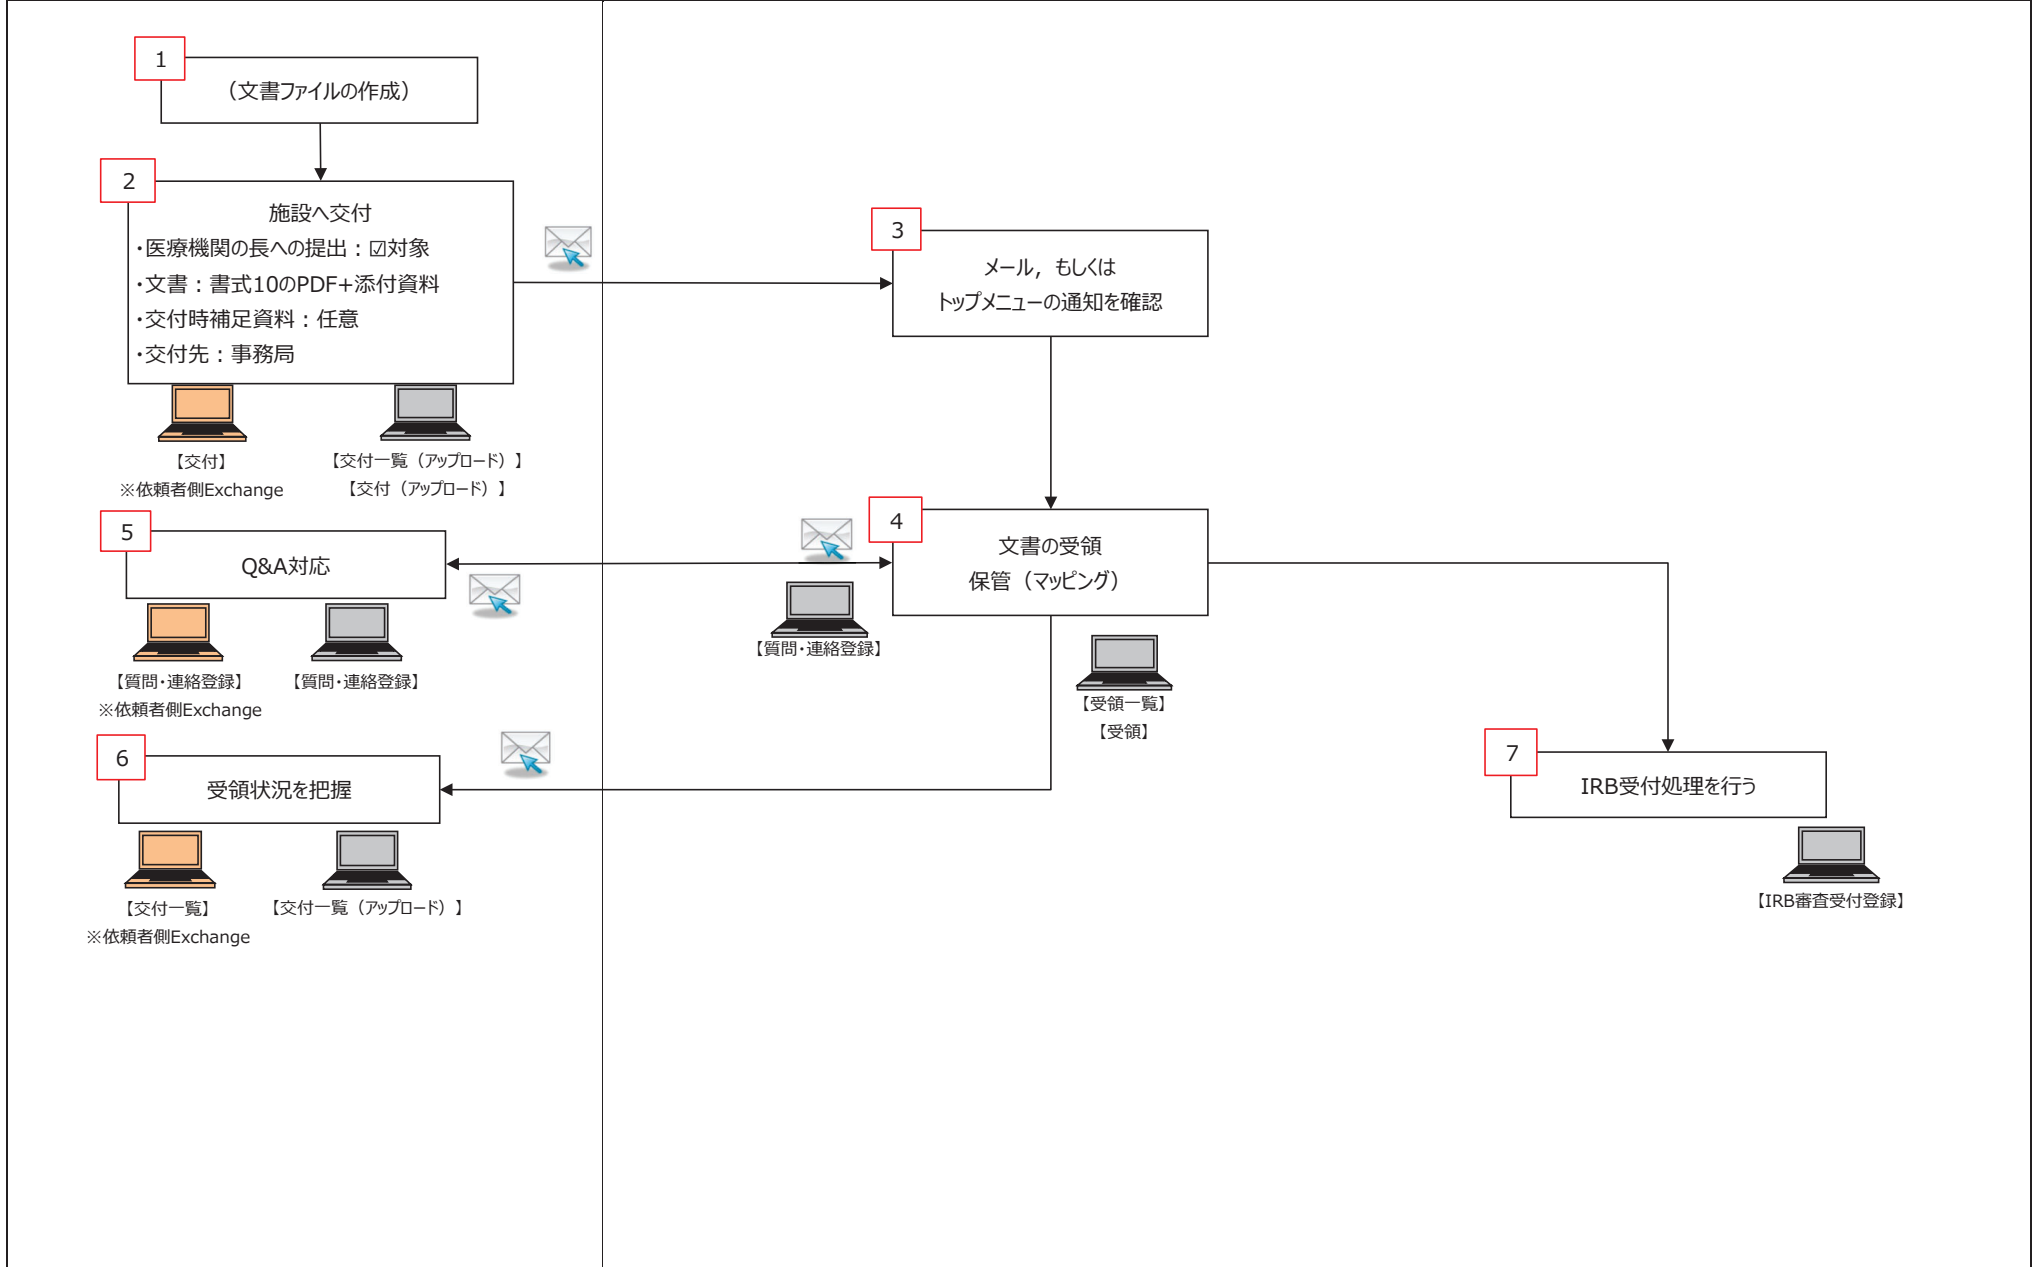 1
（文書ファイルの作成）
2
施設へ交付
・医療機関の長への提出：☑対象
・文書：書式10のPDF+添付資料
・交付時補足資料：任意
・交付先：事務局
【交付】
※依頼者側Exchange
【交付一覧（アップロード）】
【交付（アップロード）】
3
メール，もしくは
トップメニューの通知を確認
4
文書の受領
保管（マッピング）
【質問・連絡登録】
【受領一覧】
【受領】
5
Q&A対応
【質問・連絡登録】
※依頼者側Exchange
【質問・連絡登録】
6
受領状況を把握
【交付一覧】
※依頼者側Exchange
【交付一覧（アップロード）】
7
IRB受付処理を行う
【IRB審査受付登録】